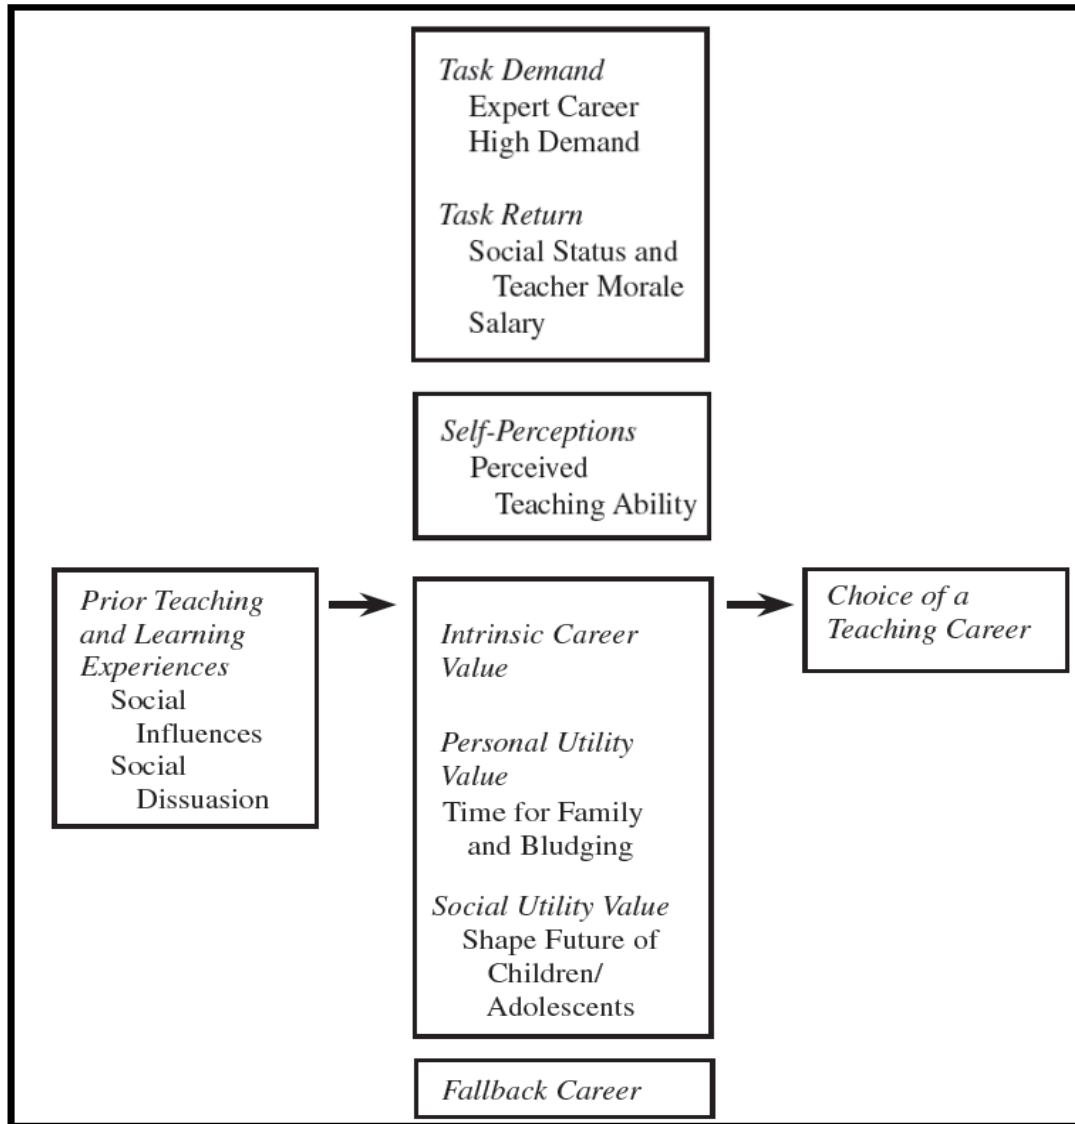 Task Demand
Expert Career
High Demand
Task Return
Social Status and
Teacher Morale
Salary
Self-Perceptions
Perceived
Teaching Ability
Prior Teaching
and Learning
Experiences
Social
Influences
Social
Dissuasion
Intrinsic Career
Value
Personal Utility
Value
Time for Family
and Bludging
Social Utility Value
Shape Future of
Children/
Adolescents
Choice of a
Teaching Career
Fallback Career